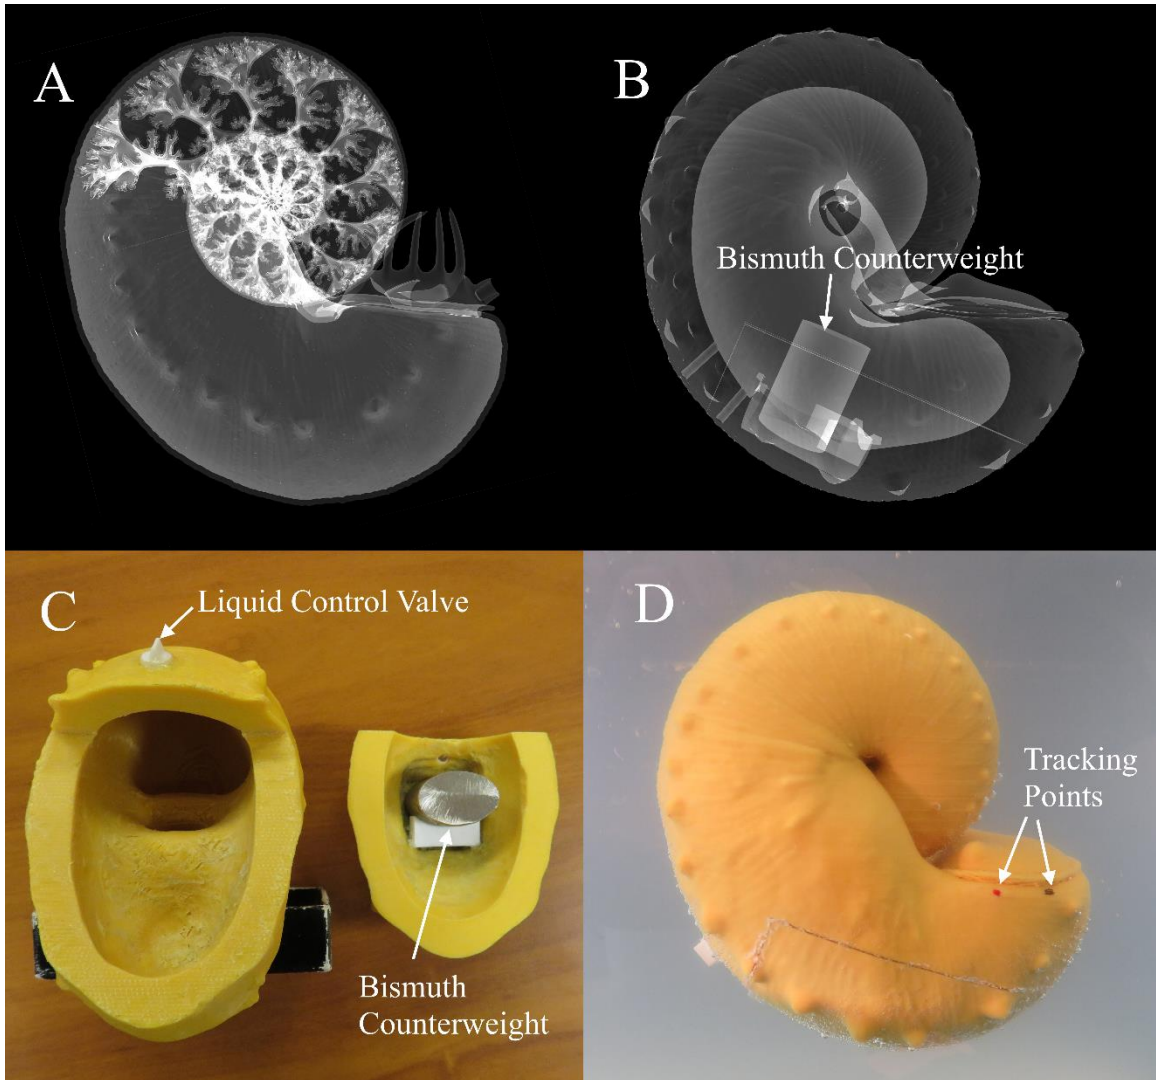 A
B
Bismuth Counterweight
C
Liquid Control Valve
Bismuth
Counterweight
D
Tracking
Points